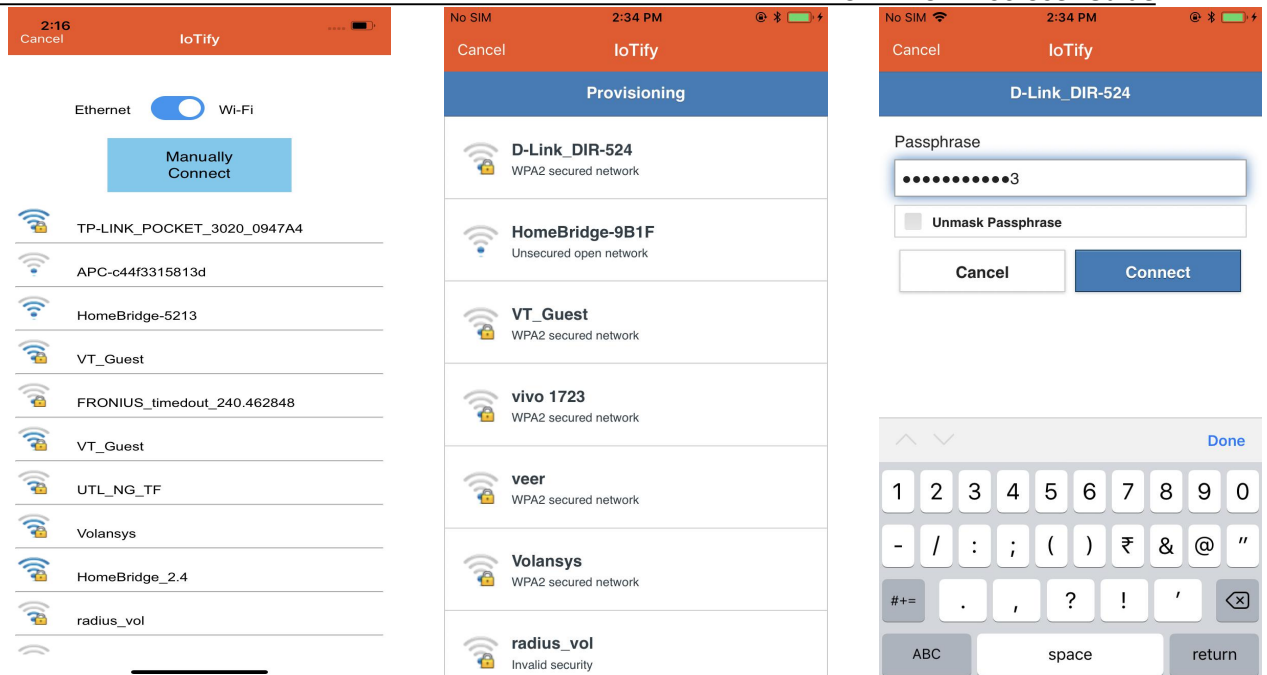 2:16
Cancel
IoTify
Ethernet
Wi-Fi
Manually
Connect
TP-LINK_POCKET_3020_0947A4
APC-c44f3315813d
HomeBridge-5213
VT_Guest
FRONIUS_timedout_240.462848
VT_Guest
UTL_NG_TF
Volansys
HomeBridge_2.4
radius_vol
No SIM
2:34 PM
Cancel
IoTify
Provisioning
D-Link_DIR-524
WPA2 secured network
HomeBridge-9B1F
Unsecured open network
VT_Guest
WPA2 secured network
vivo 1723
WPA2 secured network
veer
WPA2 secured network
Volansys
WPA2 secured network
radius_vol
Invalid security
No SIM
2:34 PM
Cancel
IoTify
D-Link_DIR-524
Passphrase
•••••••••••3
Unmask Passphrase
Cancel
Connect
Done
1 2 3 4 5 6 7 8 9 0
- / : ; ( ) ₹ & @ "
#+= . , ? ! '
ABC space return